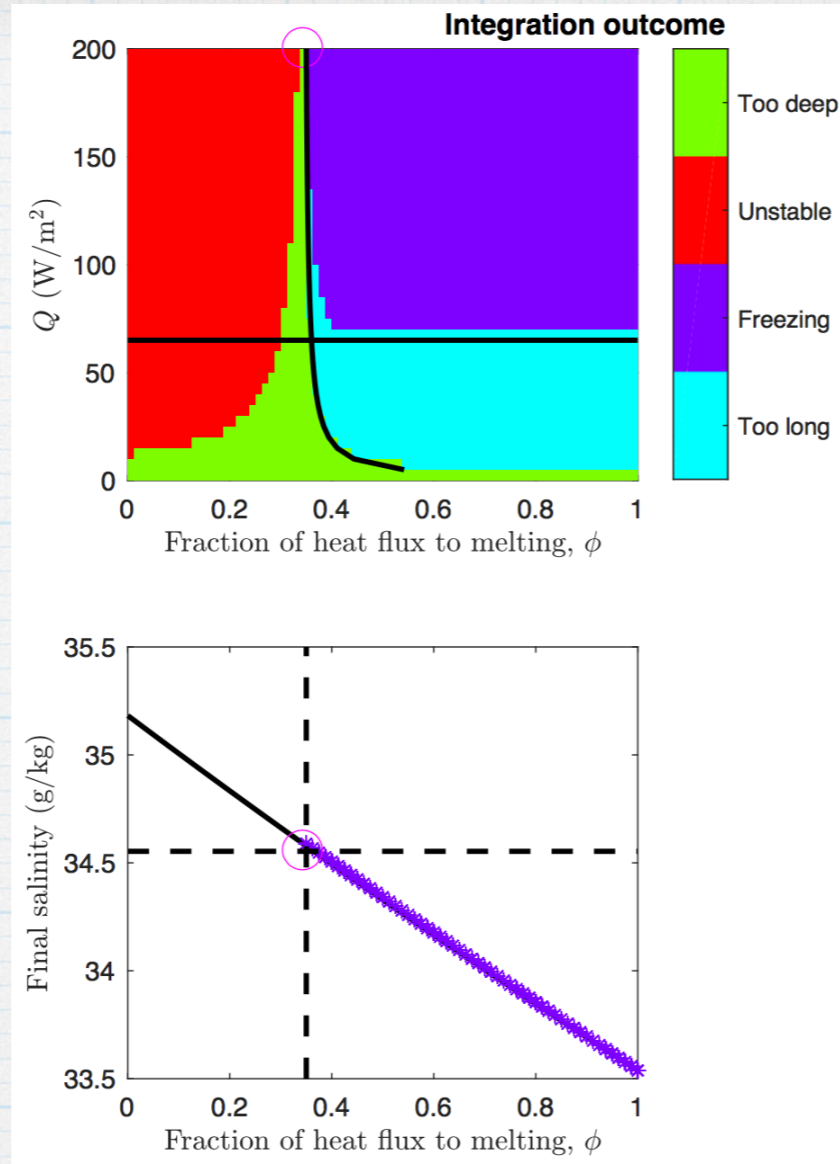 Integration outcome
200
150
100
50
0
Q (W/m²)
0 0.2 0.4 0.6 0.8 1
Fraction of heat flux to melting, ϕ
Too deep
Unstable
Freezing
Too long
35.5
35
34.5
34
33.5
Final salinity (g/kg)
0 0.2 0.4 0.6 0.8 1
Fraction of heat flux to melting, ϕ